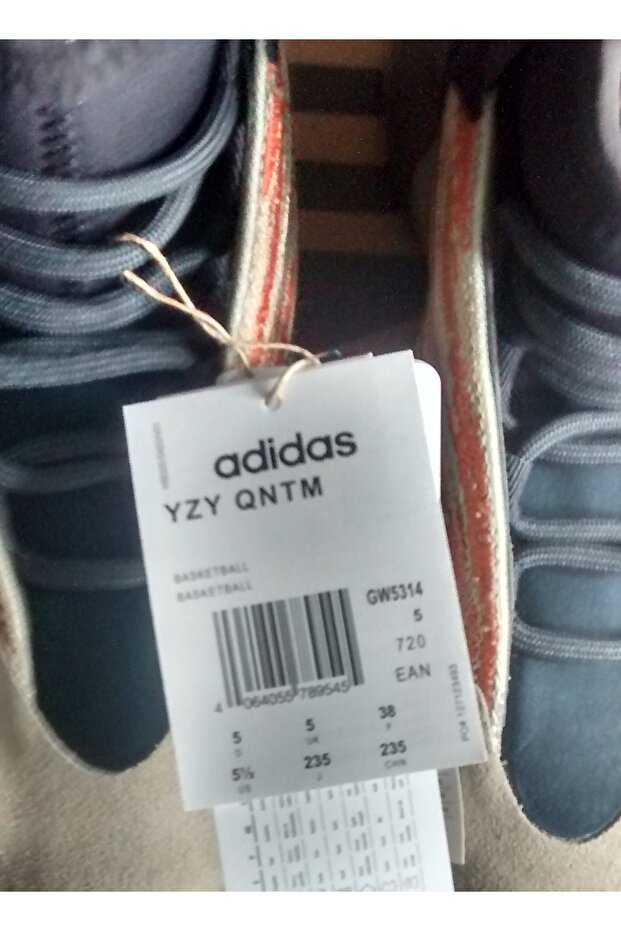 adidas
YZY QNTM
BASKETBALL
BASKETBALL
GW5314
5
720
EAN
4 064055 789545
5 5 38
D UK F
5½ 235 235
US J CHN